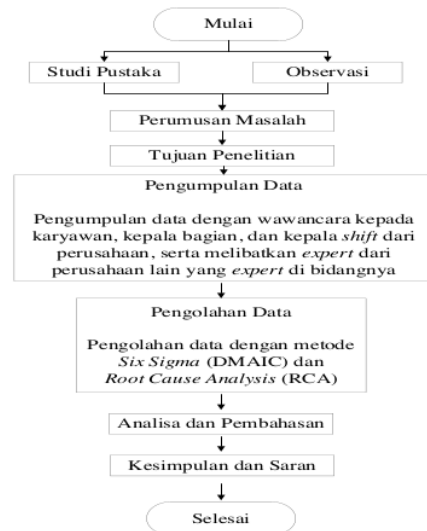 Mulai
Studi Pustaka
Observasi
Perumusan Masalah
Tujuan Penelitian
Pengumpulan Data
Pengumpulan data dengan wawancara kepada
karyawan, kepala bagian, dan kepala shift dari
perusahaan, serta melibatkan expert dari
perusahaan lain yang expert di bidangnya
Pengolahan Data
Pengolahan data dengan metode
Six Sigma (DMAIC) dan
Root Cause Analysis (RCA)
Analisa dan Pembahasan
Kesimpulan dan Saran
Selesai